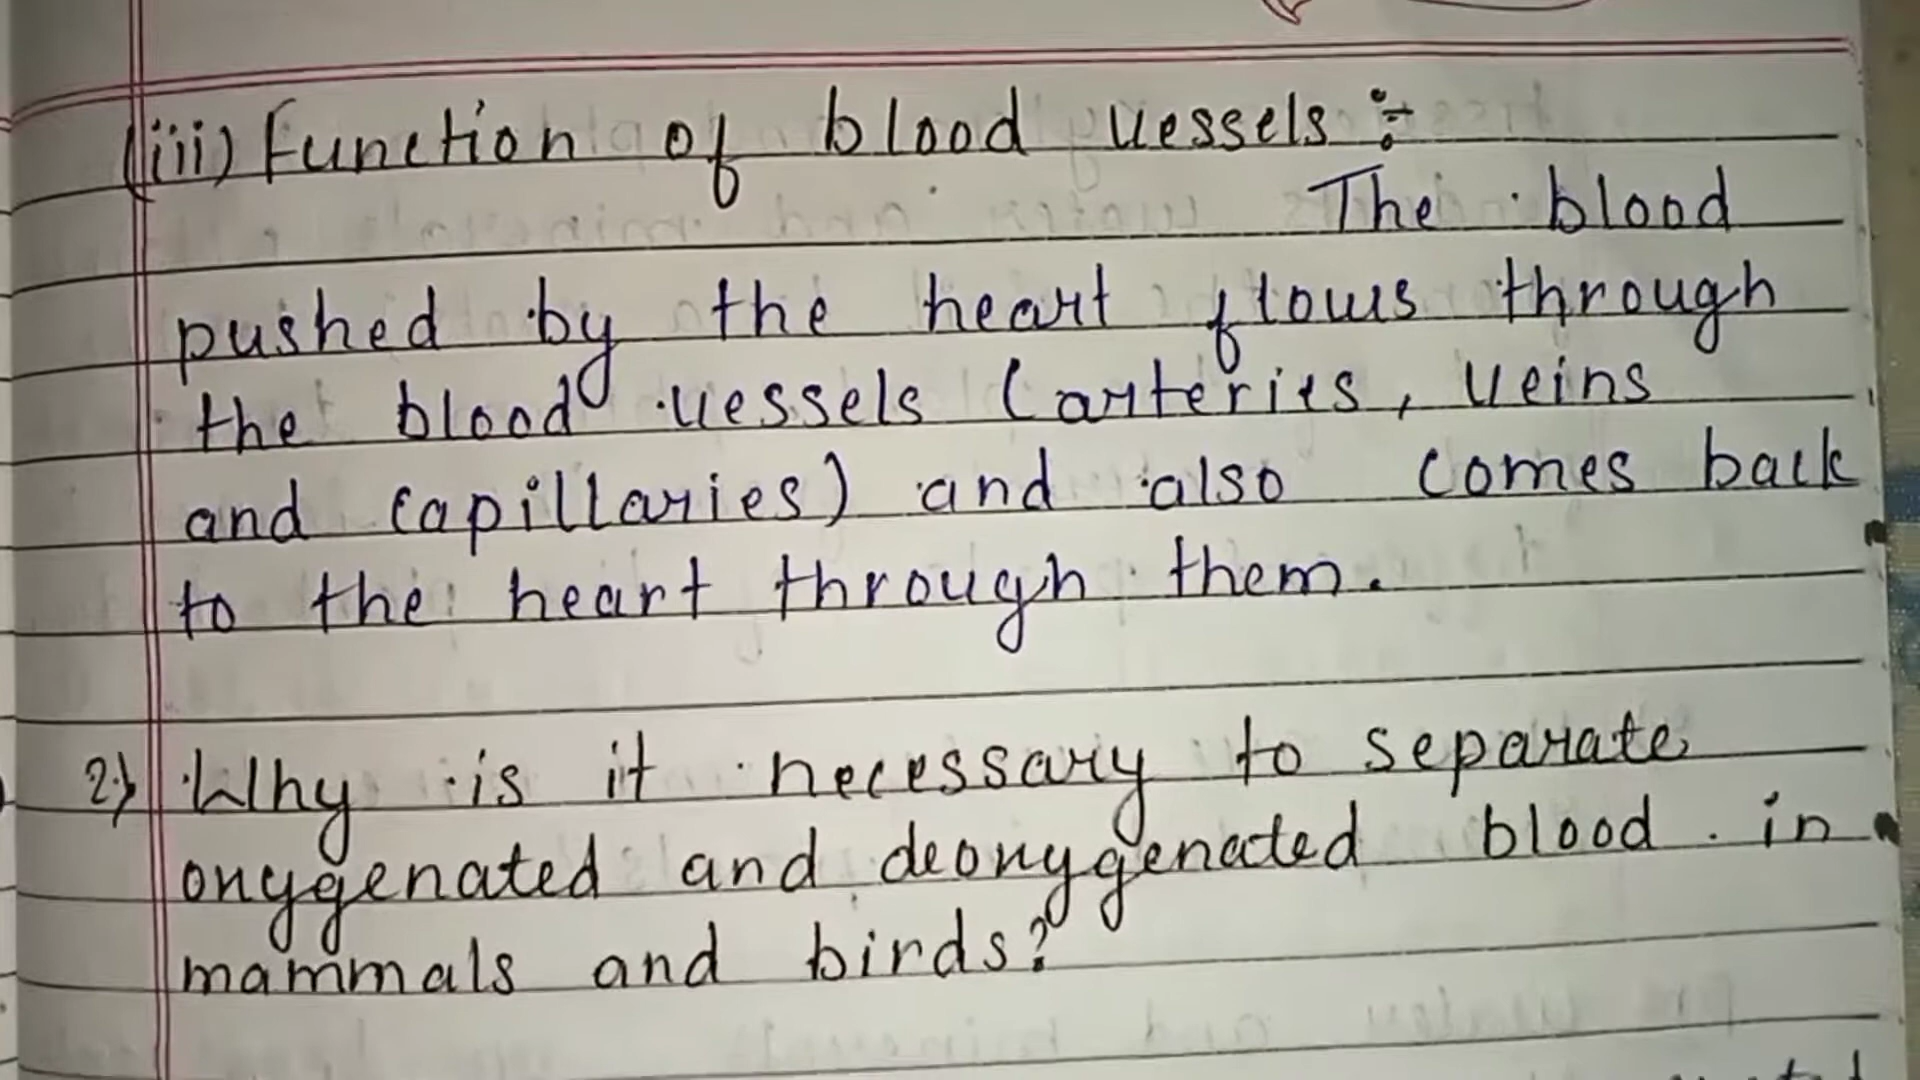 (iii) Function of blood vessels :-
The blood
pushed by the heart flows through
the blood vessels (arteries, veins
and capillaries) and also comes back
to the heart through them.
2) Why is it necessary to separate
oxygenated and deoxygenated blood in
mammals and birds?